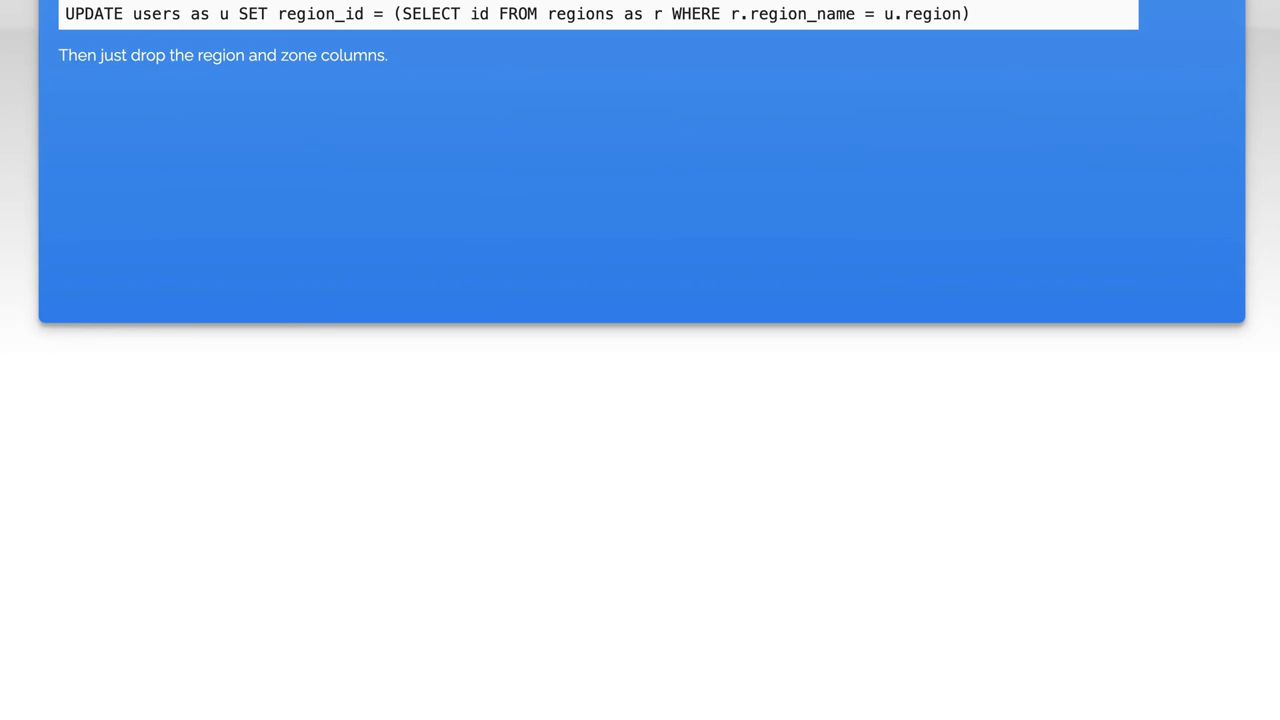 UPDATE users as u SET region_id = (SELECT id FROM regions as r WHERE r.region_name = u.region)
Then just drop the region and zone columns.